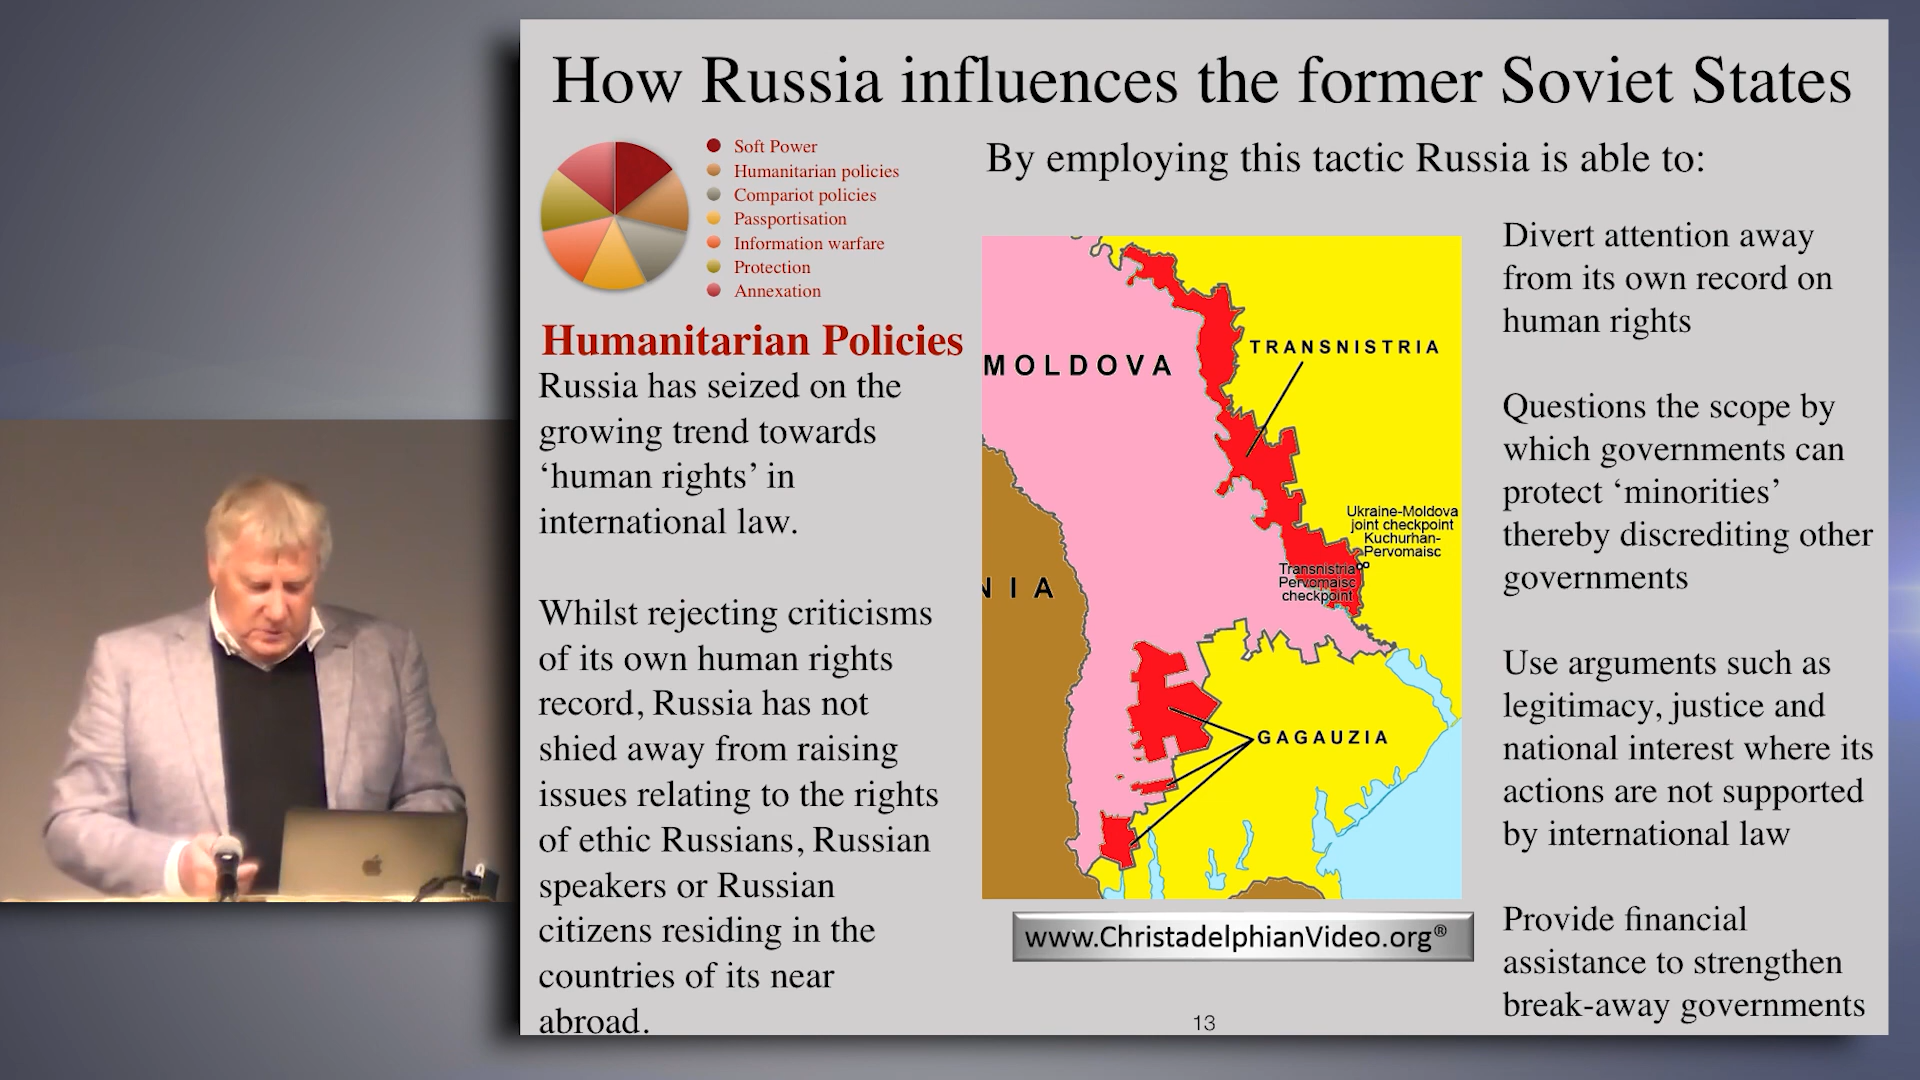 How Russia influences the former Soviet States
Soft Power
Humanitarian policies
Compariot policies
Passportisation
Information warfare
Protection
Annexation
Humanitarian Policies
Russia has seized on the
growing trend towards
‘human rights’ in
international law.
Whilst rejecting criticisms
of its own human rights
record, Russia has not
shied away from raising
issues relating to the rights
of ethic Russians, Russian
speakers or Russian
citizens residing in the
countries of its near
abroad.
By employing this tactic Russia is able to:
MOLDOVA
TRANSNISTRIA
Ukraine-Moldova
joint checkpoint
Kuchurhan-
Pervomaisc
Transnistria
Pervomaisc
checkpoint
NIA
GAGAUZIA
www.ChristadelphianVideo.org®
13
Divert attention away
from its own record on
human rights
Questions the scope by
which governments can
protect ‘minorities’
thereby discrediting other
governments
Use arguments such as
legitimacy, justice and
national interest where its
actions are not supported
by international law
Provide financial
assistance to strengthen
break-away governments